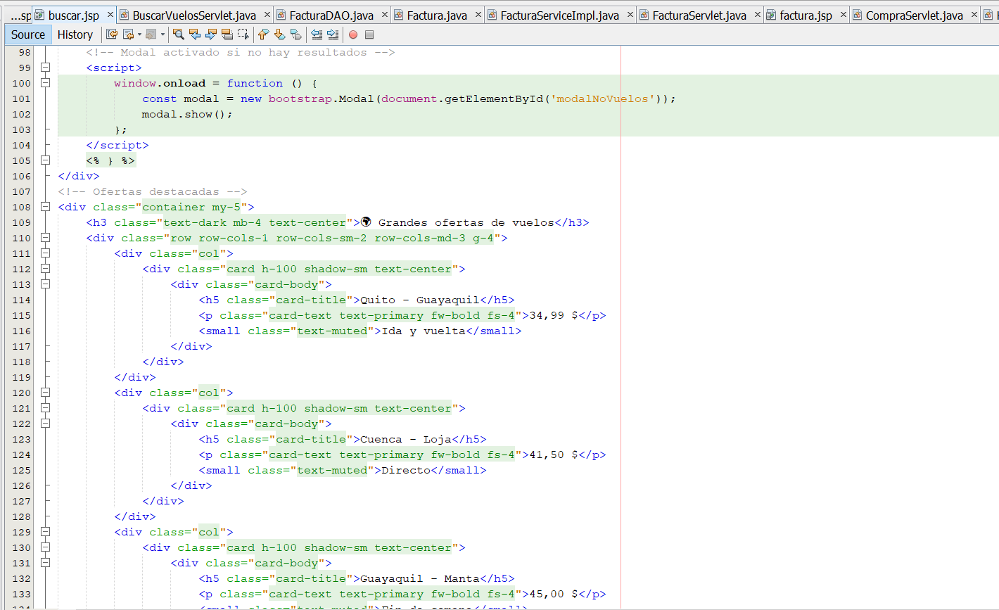 ...sp buscar.jsp × BuscarVuelosServlet.java × FacturaDAO.java × Factura.java × FacturaServiceImpl.java × FacturaServlet.java × factura.jsp × CompraServlet.java ×
Source History
98 <!-- Modal activado si no hay resultados -->
99 <script>
100 window.onload = function () {
101 const modal = new bootstrap.Modal(document.getElementById('modalNoVuelos'));
102 modal.show();
103 };
104 </script>
105 <% } %>
106 </div>
107 <!-- Ofertas destacadas -->
108 <div class="container my-5">
109 <h3 class="text-dark mb-4 text-center">🌍 Grandes ofertas de vuelos</h3>
110 <div class="row row-cols-1 row-cols-sm-2 row-cols-md-3 g-4">
111 <div class="col">
112 <div class="card h-100 shadow-sm text-center">
113 <div class="card-body">
114 <h5 class="card-title">Quito - Guayaquil</h5>
115 <p class="card-text text-primary fw-bold fs-4">34,99 $</p>
116 <small class="text-muted">Ida y vuelta</small>
117 </div>
118 </div>
119 </div>
120 <div class="col">
121 <div class="card h-100 shadow-sm text-center">
122 <div class="card-body">
123 <h5 class="card-title">Cuenca - Loja</h5>
124 <p class="card-text text-primary fw-bold fs-4">41,50 $</p>
125 <small class="text-muted">Directo</small>
126 </div>
127 </div>
128 </div>
129 <div class="col">
130 <div class="card h-100 shadow-sm text-center">
131 <div class="card-body">
132 <h5 class="card-title">Guayaquil - Manta</h5>
133 <p class="card-text text-primary fw-bold fs-4">45,00 $</p>
134 <small class="text-muted">Fin de semana</small>